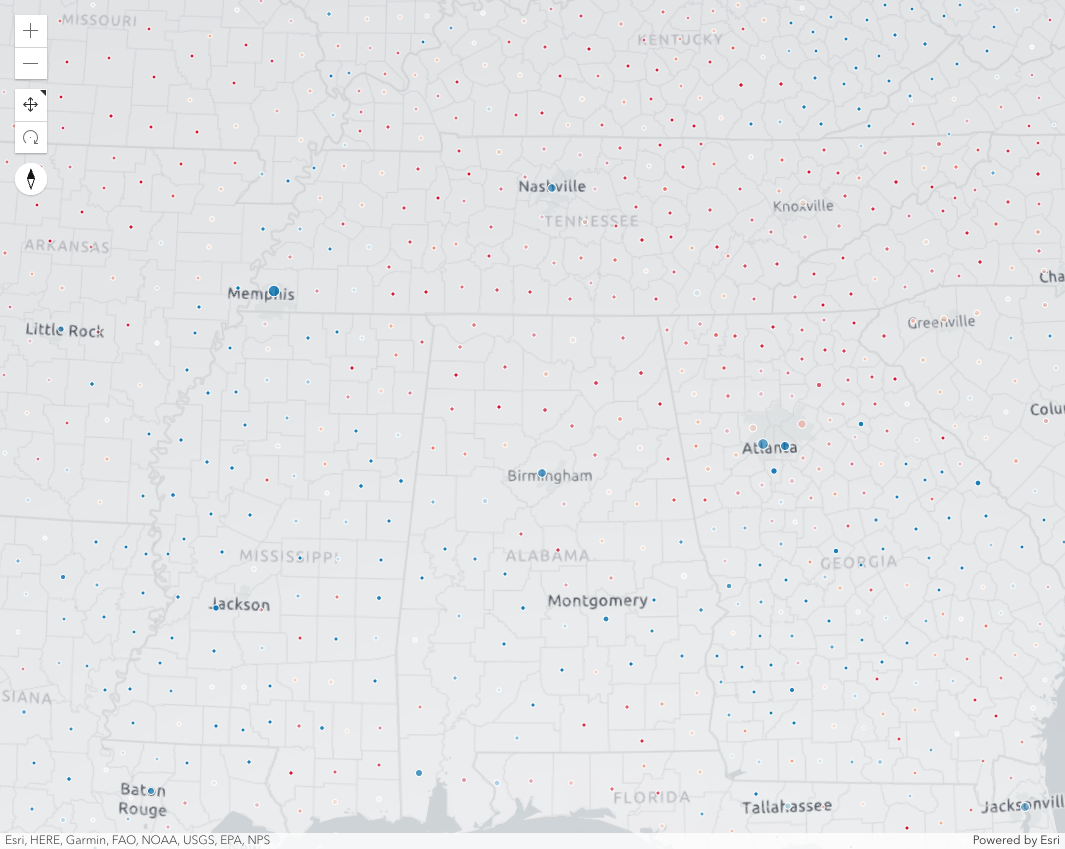 MISSOURI
KENTUCKY
Nashville
TENNESSEE
Knoxville
ARKANSAS
Memphis
Cha
Little Rock
Greenville
Colu
Atlanta
Birmingham
MISSISSIPPI
ALABAMA
GEORGIA
Jackson
Montgomery
SIANA
Baton
Rouge
FLORIDA
Tallahassee
Jacksonvill
Esri, HERE, Garmin, FAO, NOAA, USGS, EPA, NPS
Powered by Esri